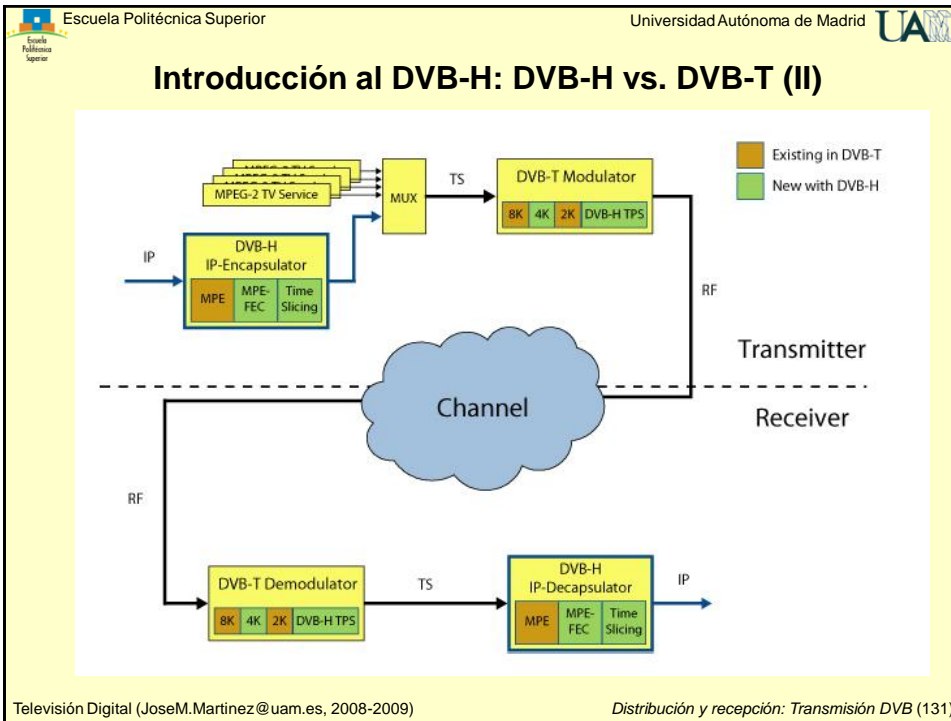 Escuela Politécnica Superior
Universidad Autónoma de Madrid
UAM
Escuela
Politécnica
Superior
Introducción al DVB-H: DVB-H vs. DVB-T (II)
MPEG-2 TV Service
MUX
TS
DVB-T Modulator
8K 4K 2K DVB-H TPS
Existing in DVB-T
New with DVB-H
IP
DVB-H
IP-Encapsulator
MPE
MPE-
FEC
Time
Slicing
RF
Transmitter
Channel
Receiver
RF
DVB-T Demodulator
8K 4K 2K DVB-H TPS
TS
DVB-H
IP-Decapsulator
MPE
MPE-
FEC
Time
Slicing
IP
Televisión Digital (JoseM.Martinez@uam.es, 2008-2009)
Distribución y recepción: Transmisión DVB (131)